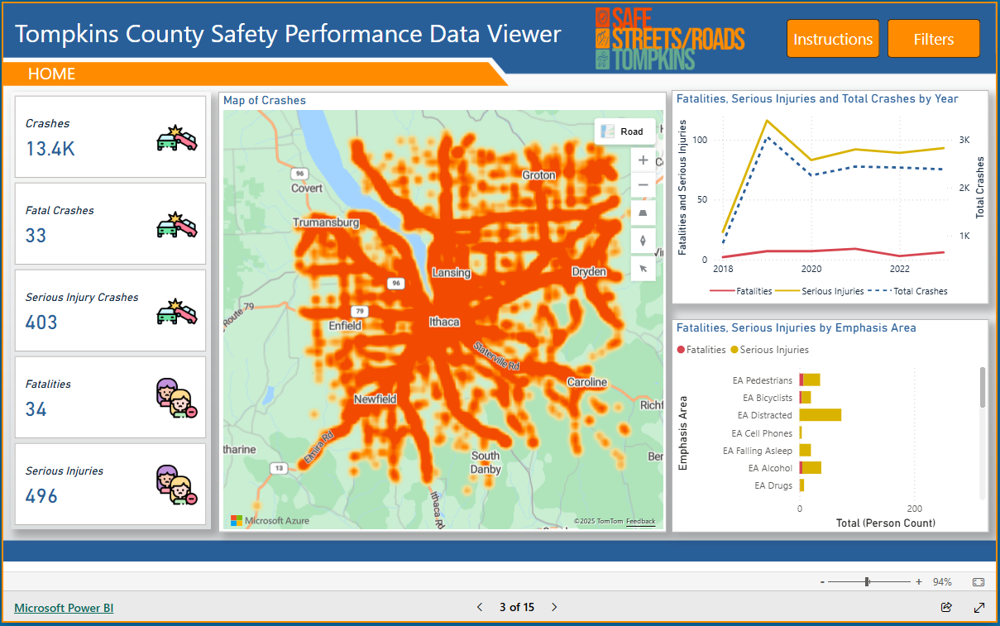 Tompkins County Safety Performance Data Viewer
SAFE
STREETS/ROADS
TOMPKINS
Instructions
Filters
HOME
Crashes
13.4K
Fatal Crashes
33
Serious Injury Crashes
403
Fatalities
34
Serious Injuries
496
Map of Crashes
Road
96
Covert
Groton
Trumansburg
Lansing
Dryden
96
Route 79
79
Enfield
Ithaca
Slaterville Rd
Caroline
Newfield
Elmira Rd
South
Danby
13
Ithaca Rd
Microsoft Azure
©2025 TomTom Feedback
Fatalities, Serious Injuries and Total Crashes by Year
Fatalities and Serious Injuries
100
50
0
3K
2K
1K
Total Crashes
2018
2020
2022
Fatalities
Serious Injuries
Total Crashes
Fatalities, Serious Injuries by Emphasis Area
Fatalities
Serious Injuries
Emphasis Area
EA Pedestrians
EA Bicyclists
EA Distracted
EA Cell Phones
EA Falling Asleep
EA Alcohol
EA Drugs
0
200
Total (Person Count)
- + 94%
Microsoft Power BI
3 of 15